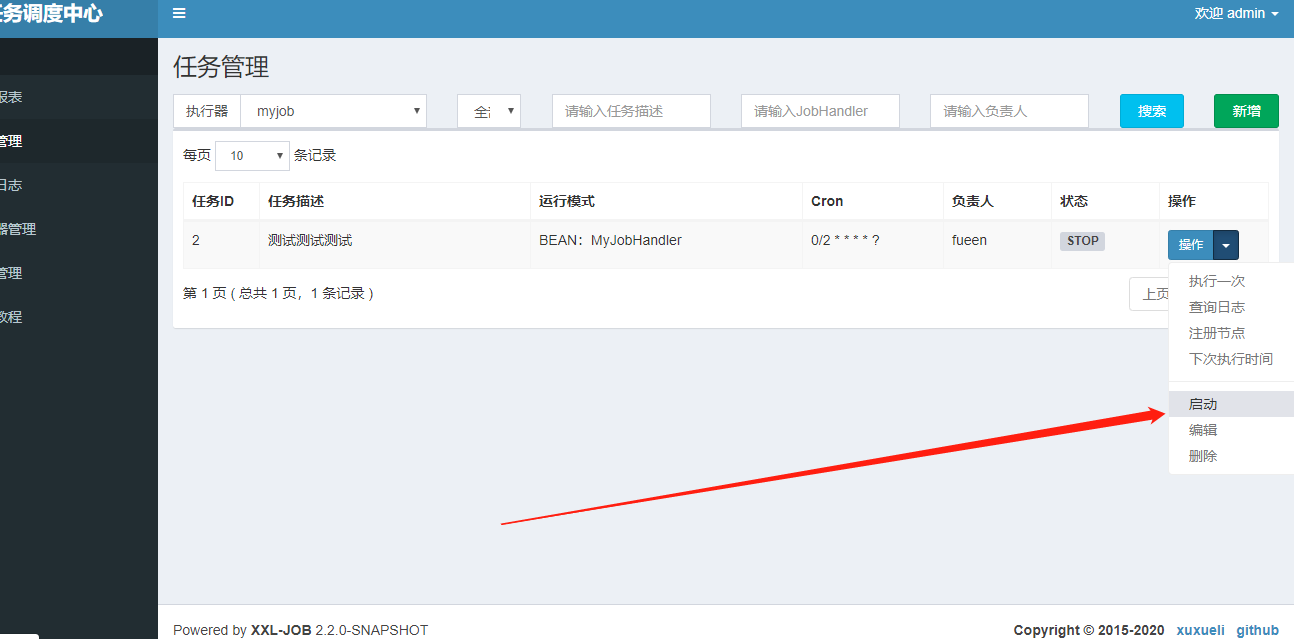 任务调度中心
欢迎 admin
报表
管理
日志
器管理
管理
教程
任务管理
执行器 myjob 全 请输入任务描述 请输入JobHandler 请输入负责人 搜索 新增
每页 10 条记录
任务ID 任务描述 运行模式 Cron 负责人 状态 操作
2 测试测试测试 BEAN：MyJobHandler 0/2 * * * * ? fueen STOP 操作
第 1 页 ( 总共 1 页，1 条记录 ) 上页
执行一次
查询日志
注册节点
下次执行时间
启动
编辑
删除
Powered by XXL-JOB 2.2.0-SNAPSHOT
Copyright © 2015-2020 xuxueli github